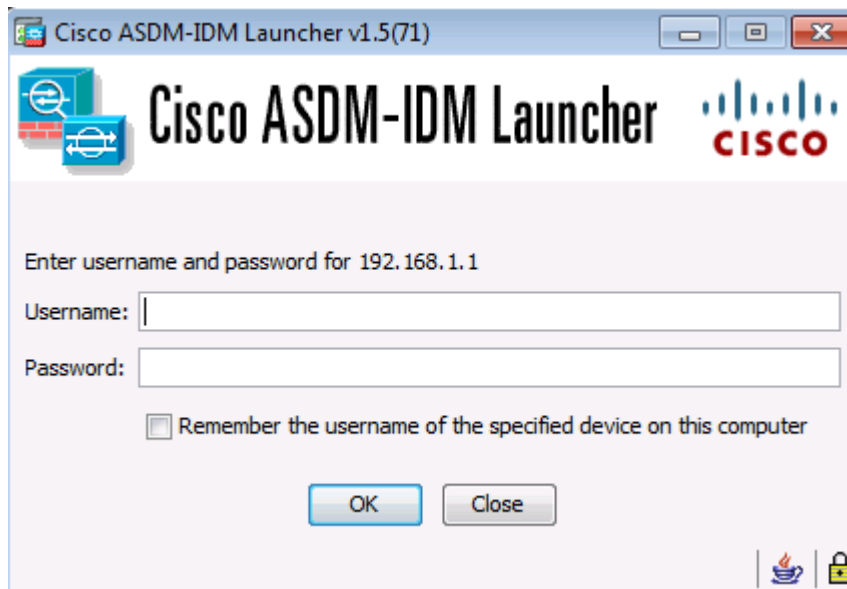 Cisco ASDM-IDM Launcher v1.5(71)
Cisco ASDM-IDM Launcher
CISCO
Enter username and password for 192.168.1.1
Username:
Password:
Remember the username of the specified device on this computer
OK
Close